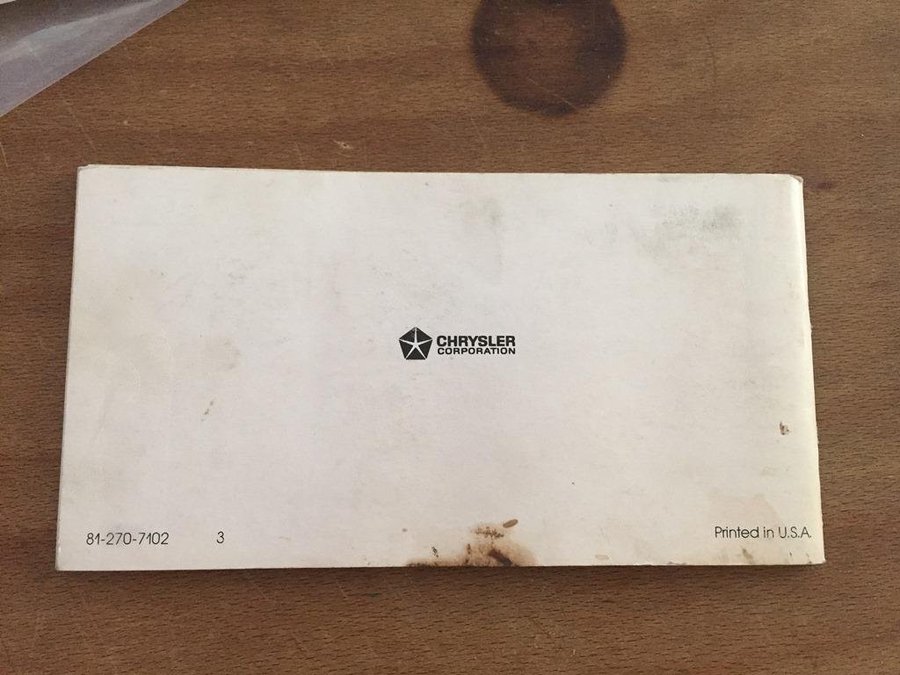 CHRYSLER
CORPORATION
81-270-7102 3 Printed in U.S.A.